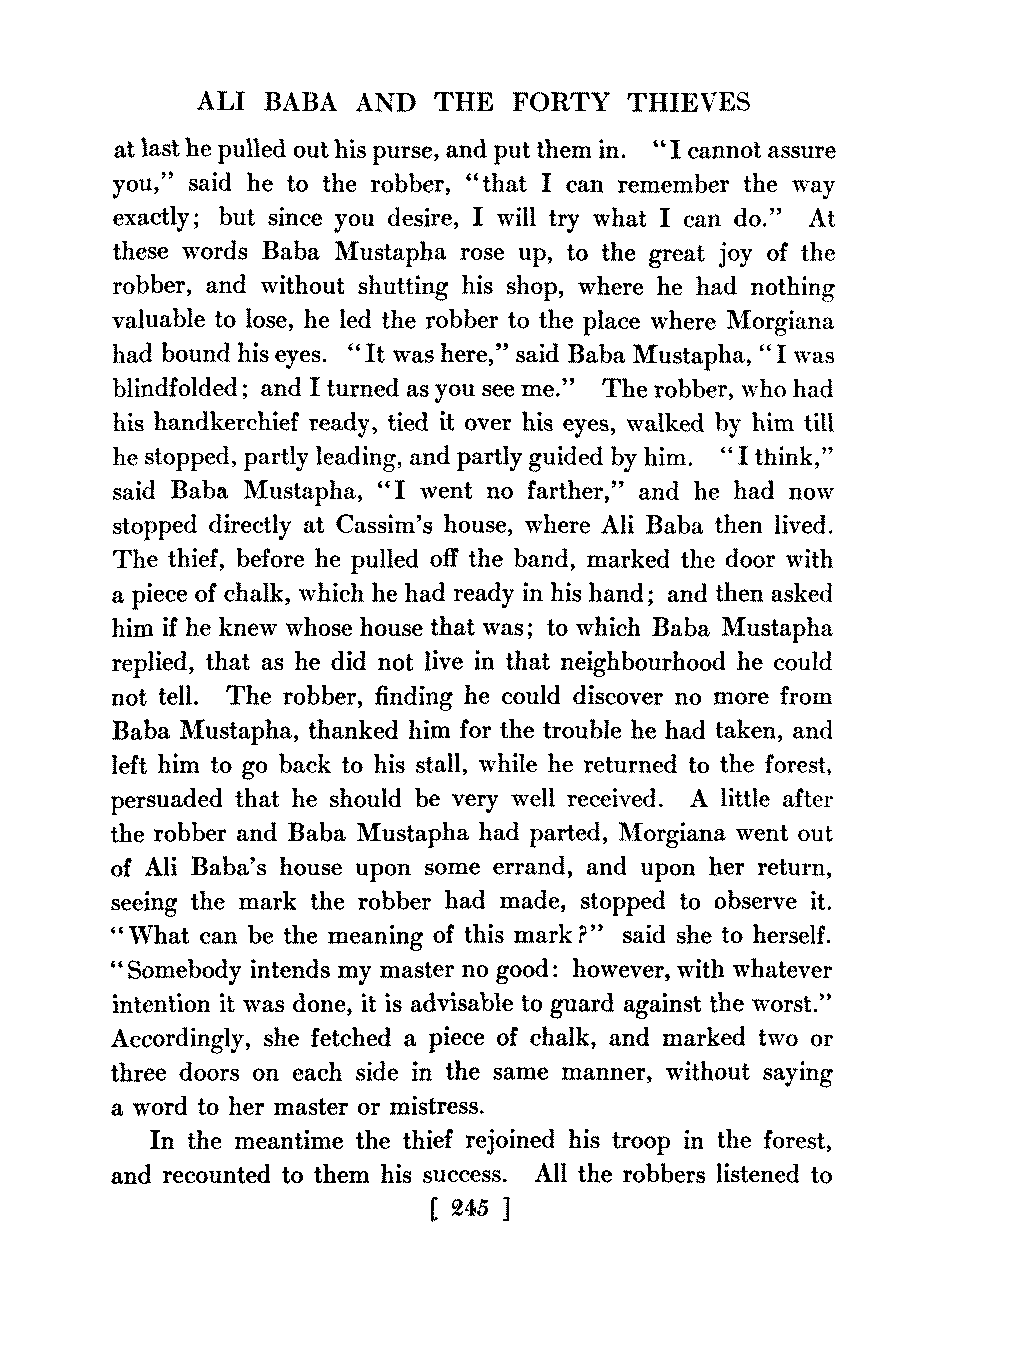 ALI BABA AND THE FORTY THIEVES
at last he pulled out his purse, and put them in. "I cannot assure
you," said he to the robber, "that I can remember the way
exactly; but since you desire, I will try what I can do." At
these words Baba Mustapha rose up, to the great joy of the
robber, and without shutting his shop, where he had nothing
valuable to lose, he led the robber to the place where Morgiana
had bound his eyes. "It was here," said Baba Mustapha, "I was
blindfolded; and I turned as you see me." The robber, who had
his handkerchief ready, tied it over his eyes, walked by him till
he stopped, partly leading, and partly guided by him. "I think,"
said Baba Mustapha, "I went no farther," and he had now
stopped directly at Cassim's house, where Ali Baba then lived.
The thief, before he pulled off the band, marked the door with
a piece of chalk, which he had ready in his hand; and then asked
him if he knew whose house that was; to which Baba Mustapha
replied, that as he did not live in that neighbourhood he could
not tell. The robber, finding he could discover no more from
Baba Mustapha, thanked him for the trouble he had taken, and
left him to go back to his stall, while he returned to the forest,
persuaded that he should be very well received. A little after
the robber and Baba Mustapha had parted, Morgiana went out
of Ali Baba's house upon some errand, and upon her return,
seeing the mark the robber had made, stopped to observe it.
"What can be the meaning of this mark?" said she to herself.
"Somebody intends my master no good: however, with whatever
intention it was done, it is advisable to guard against the worst."
Accordingly, she fetched a piece of chalk, and marked two or
three doors on each side in the same manner, without saying
a word to her master or mistress.
In the meantime the thief rejoined his troop in the forest,
and recounted to them his success. All the robbers listened to
[ 245 ]